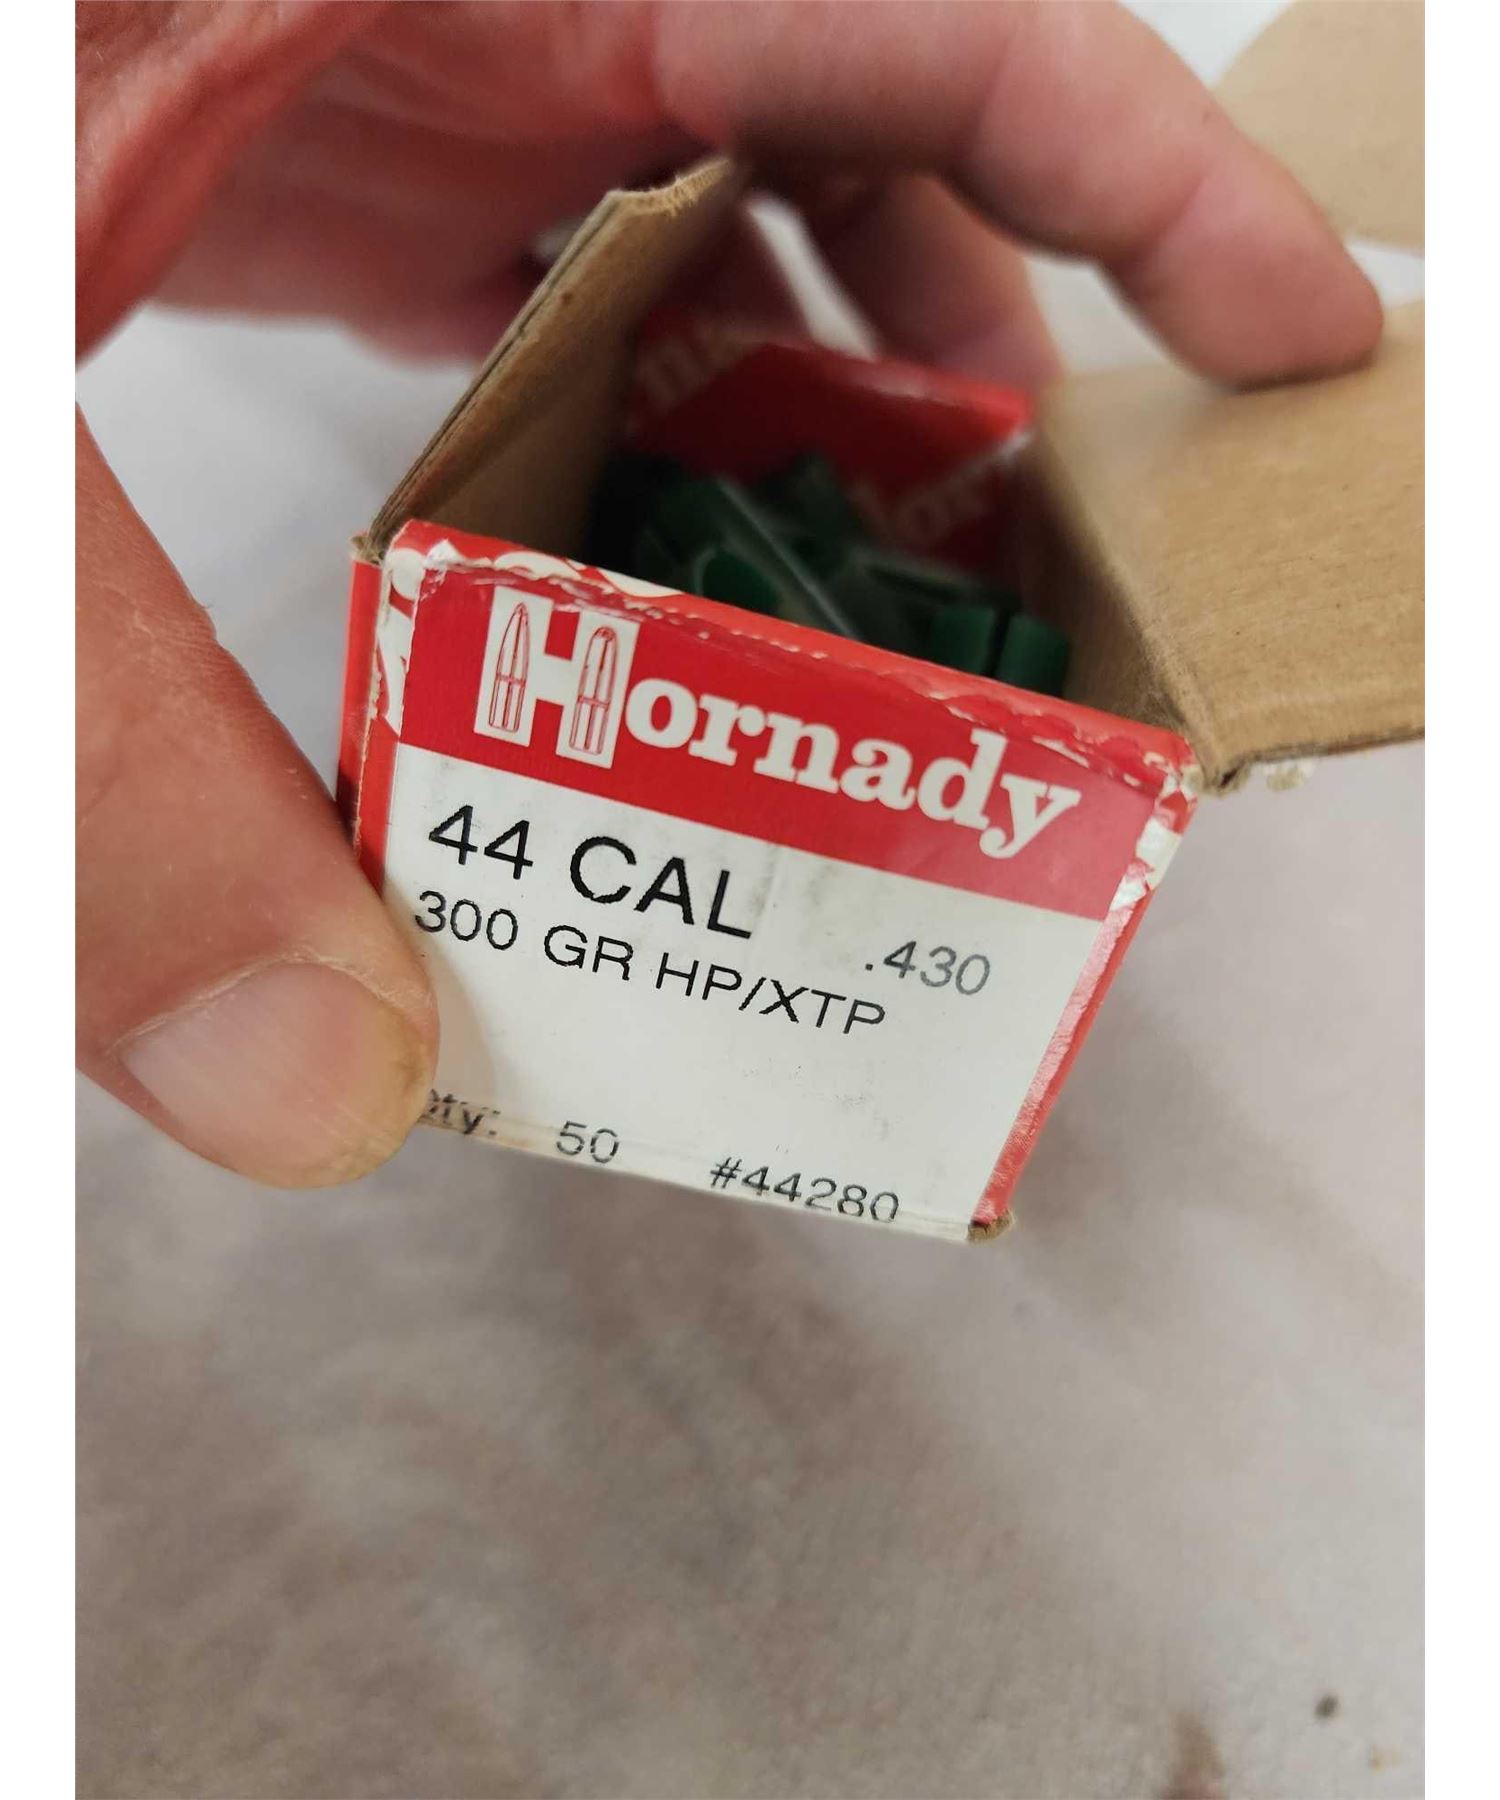 Hornady
44 CAL
.430
300 GR HP/XTP
50 #44280